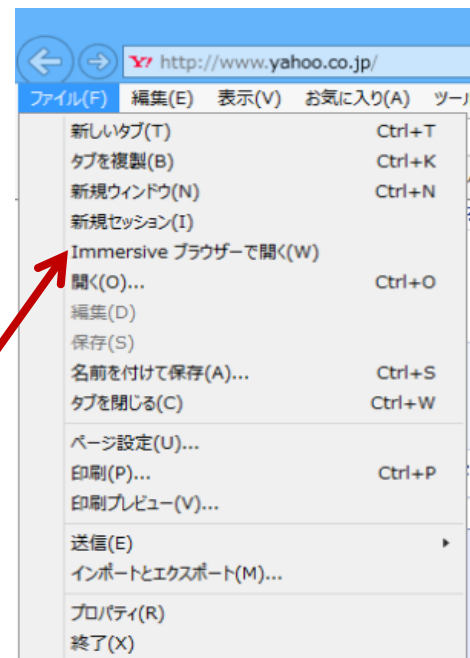 Y! http://www.yahoo.co.jp/
ファイル(F) 編集(E) 表示(V) お気に入り(A)
新しいタブ(T) Ctrl+T
タブを複製(B) Ctrl+K
新規ウィンドウ(N) Ctrl+N
新規セッション(I)
Immersive ブラウザーで開く(W)
開く(O)... Ctrl+O
編集(D)
保存(S)
名前を付けて保存(A)... Ctrl+S
タブを閉じる(C) Ctrl+W
ページ設定(U)...
印刷(P)... Ctrl+P
印刷プレビュー(V)...
送信(E)
インポートとエクスポート(M)...
プロパティ(R)
終了(X)